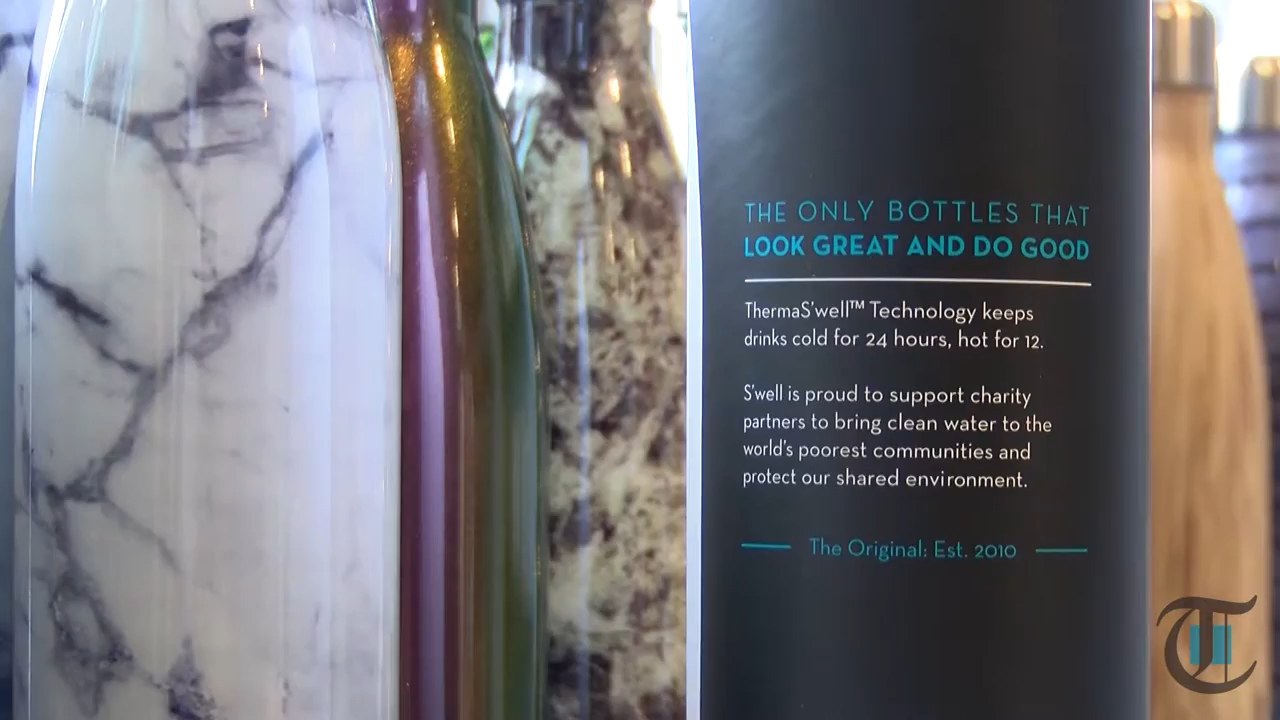 THE ONLY BOTTLES THAT
LOOK GREAT AND DO GOOD
ThermaS'well™ Technology keeps
drinks cold for 24 hours, hot for 12.
S'well is proud to support charity
partners to bring clean water to the
world's poorest communities and
protect our shared environment.
The Original: Est. 2010
T